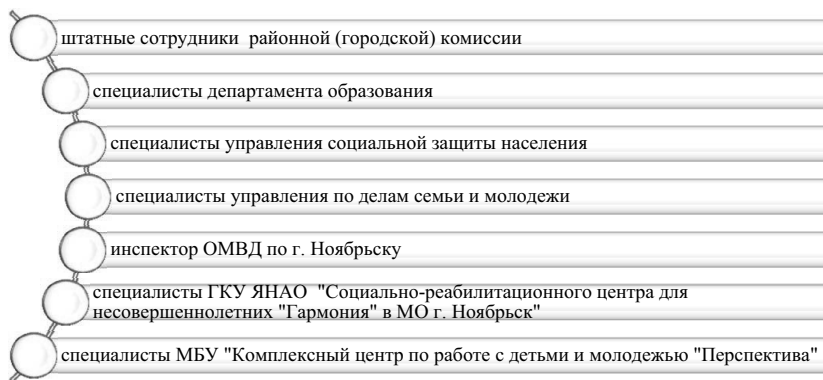 штатные сотрудники районной (городской) комиссии
специалисты департамента образования
специалисты управления социальной защиты населения
специалисты управления по делам семьи и молодежи
инспектор ОМВД по г. Ноябрьску
специалисты ГКУ ЯНАО "Социально-реабилитационного центра для
несовершеннолетних "Гармония" в МО г. Ноябрьск"
специалисты МБУ "Комплексный центр по работе с детьми и молодежью "Перспектива"